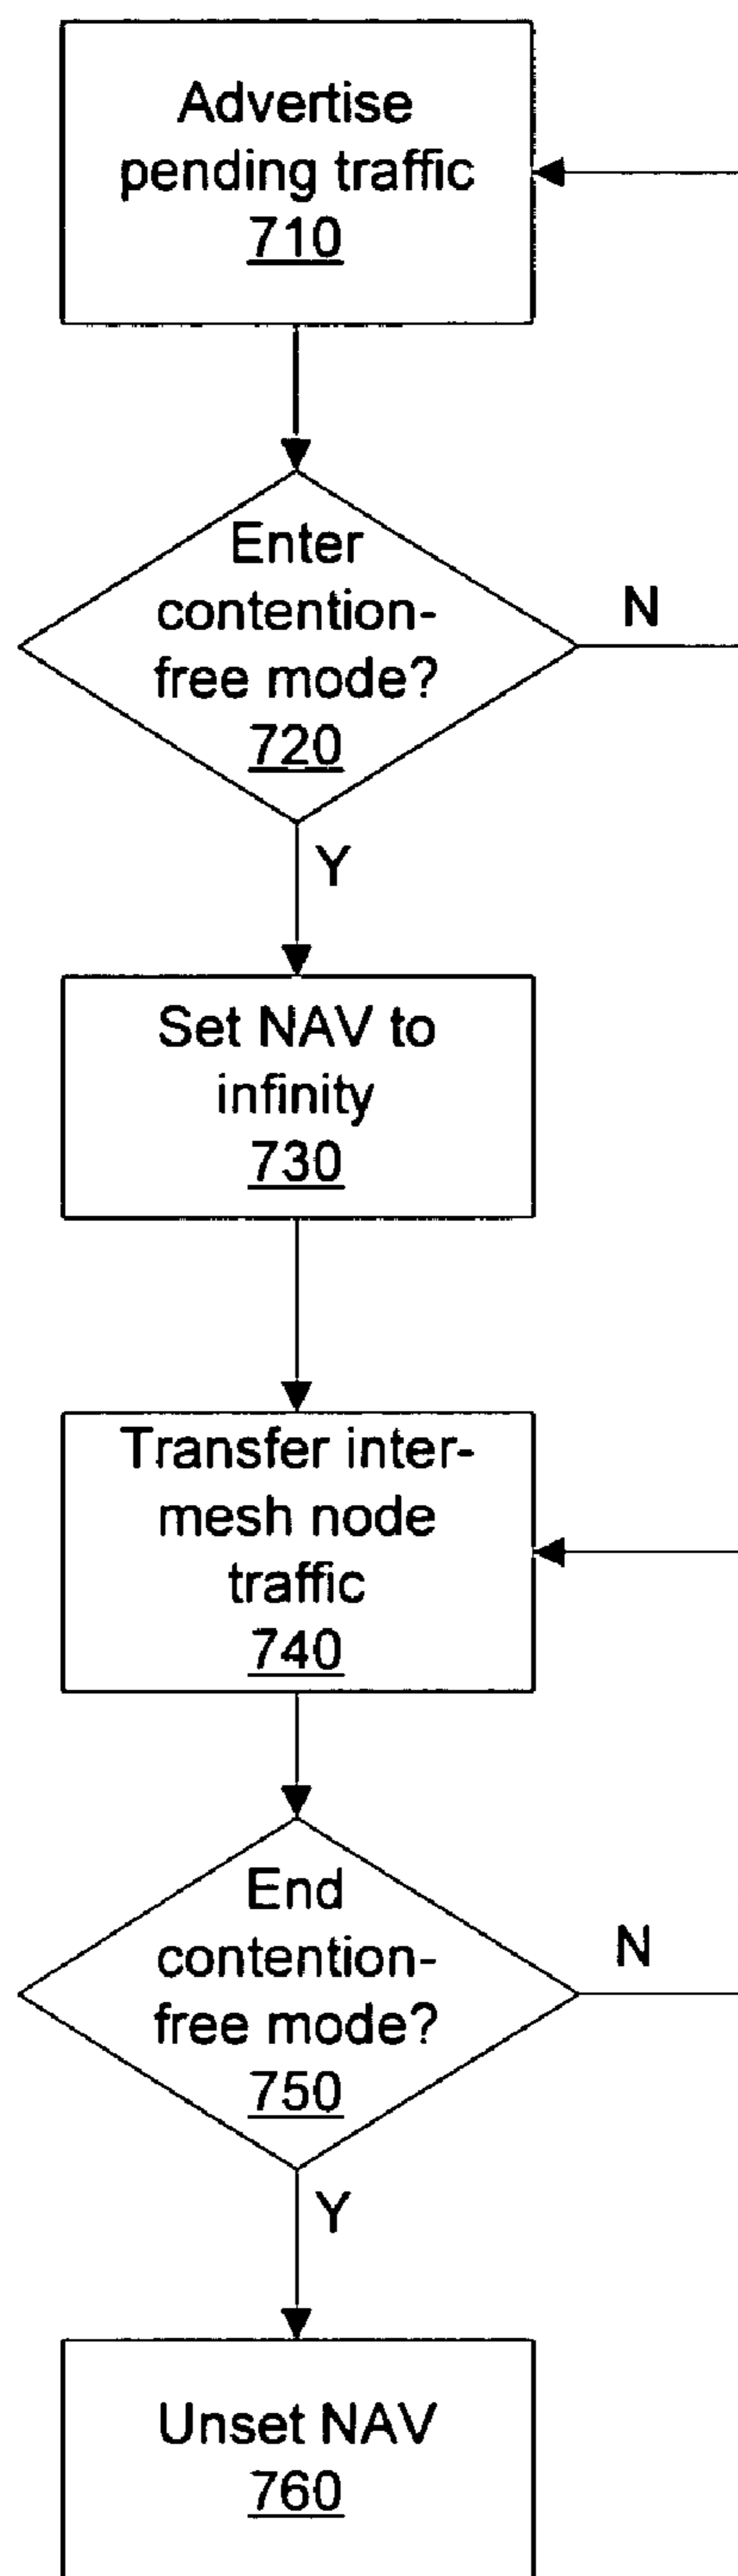 Advertise
pending traffic
710
Enter
contention-
free mode?
720
N
Y
Set NAV to
infinity
730
Transfer inter-
mesh node
traffic
740
End
contention-
free mode?
750
N
Y
Unset NAV
760